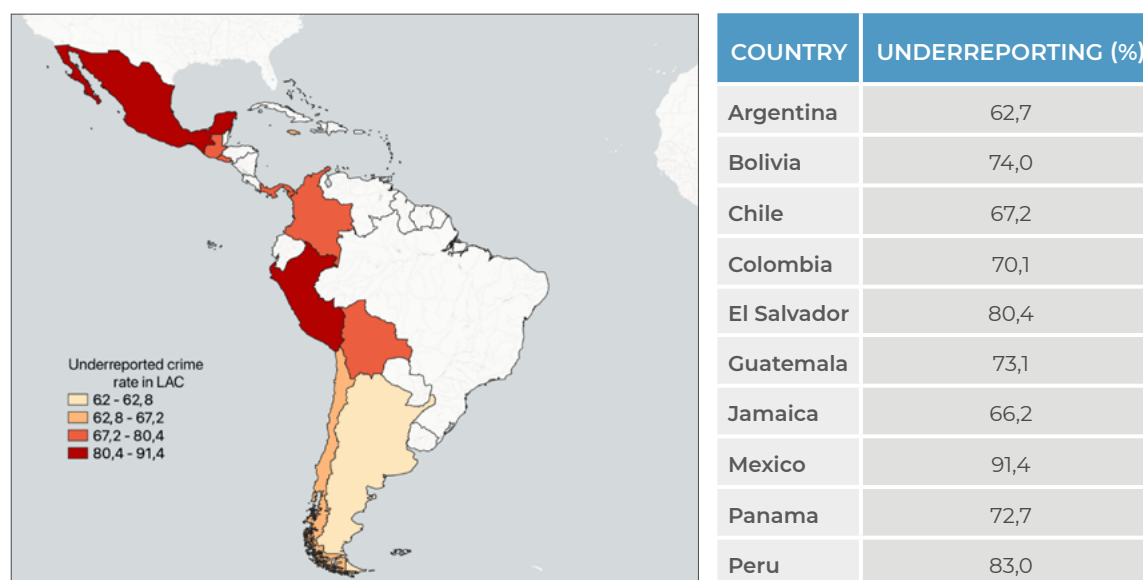 Underreported crime
rate in LAC
62 - 62,8
62,8 - 67,2
67,2 - 80,4
80,4 - 91,4
COUNTRY UNDERREPORTING (%)
Argentina 62,7
Bolivia 74,0
Chile 67,2
Colombia 70,1
El Salvador 80,4
Guatemala 73,1
Jamaica 66,2
Mexico 91,4
Panama 72,7
Peru 83,0